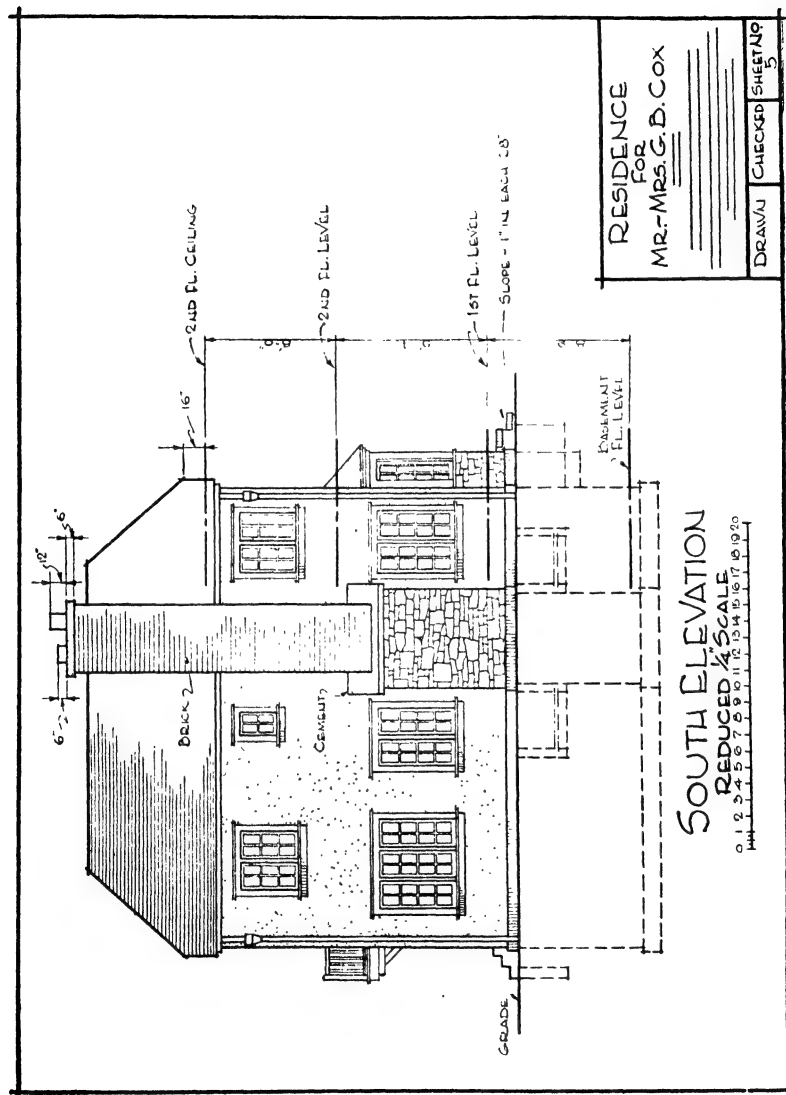 6"
12"
6"
16"
2ND FL. CEILING
2ND FL. LEVEL
1ST FL. LEVEL
SLOPE - 1" IN EACH 28"
BRICK
CEMENT
GRADE
BASEMENT
FL. LEVEL
SOUTH ELEVATION
REDUCED 1/4" SCALE
0 1 2 3 4 5 6 7 8 9 10 11 12 13 14 15 16 17 18 19 20
RESIDENCE
FOR
MR.-MRS. G. B. COX
DRAWN CHECKED SHEET NO
5